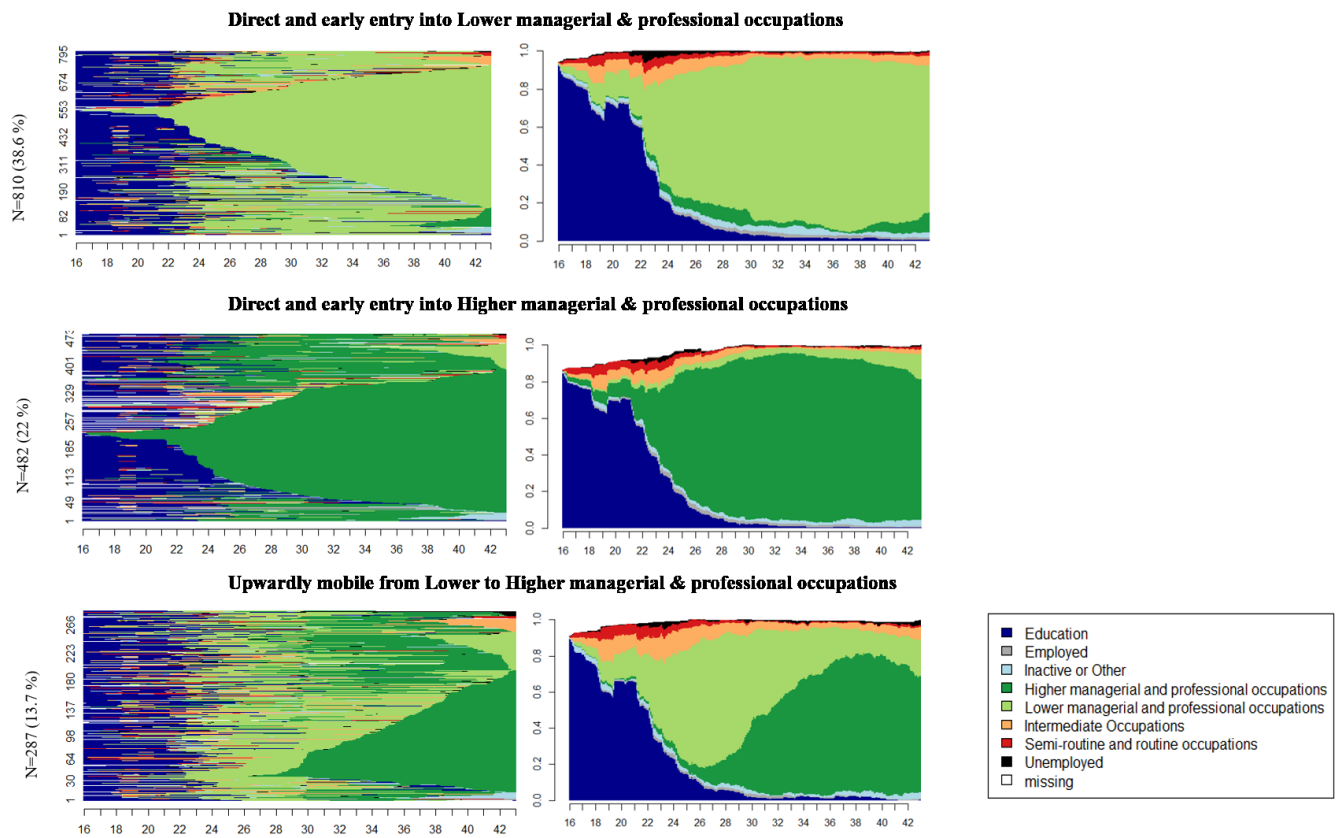 Direct and early entry into Lower managerial & professional occupations
N=810 (38.6 %)
1 82 190 311 432 553 674 795
16 18 20 22 24 26 28 30 32 34 36 38 40 42
0.0 0.2 0.4 0.6 0.8 1.0
16 18 20 22 24 26 28 30 32 34 36 38 40 42
Direct and early entry into Higher managerial & professional occupations
N=482 (22 %)
1 49 113 185 257 329 401 473
16 18 20 22 24 26 28 30 32 34 36 38 40 42
0.0 0.2 0.4 0.6 0.8 1.0
16 18 20 22 24 26 28 30 32 34 36 38 40 42
Upwardly mobile from Lower to Higher managerial & professional occupations
N=287 (13.7 %)
1 30 64 98 137 180 223 266
16 18 20 22 24 26 28 30 32 34 36 38 40 42
0.0 0.2 0.4 0.6 0.8 1.0
16 18 20 22 24 26 28 30 32 34 36 38 40 42
Education
Employed
Inactive or Other
Higher managerial and professional occupations
Lower managerial and professional occupations
Intermediate Occupations
Semi-routine and routine occupations
Unemployed
missing